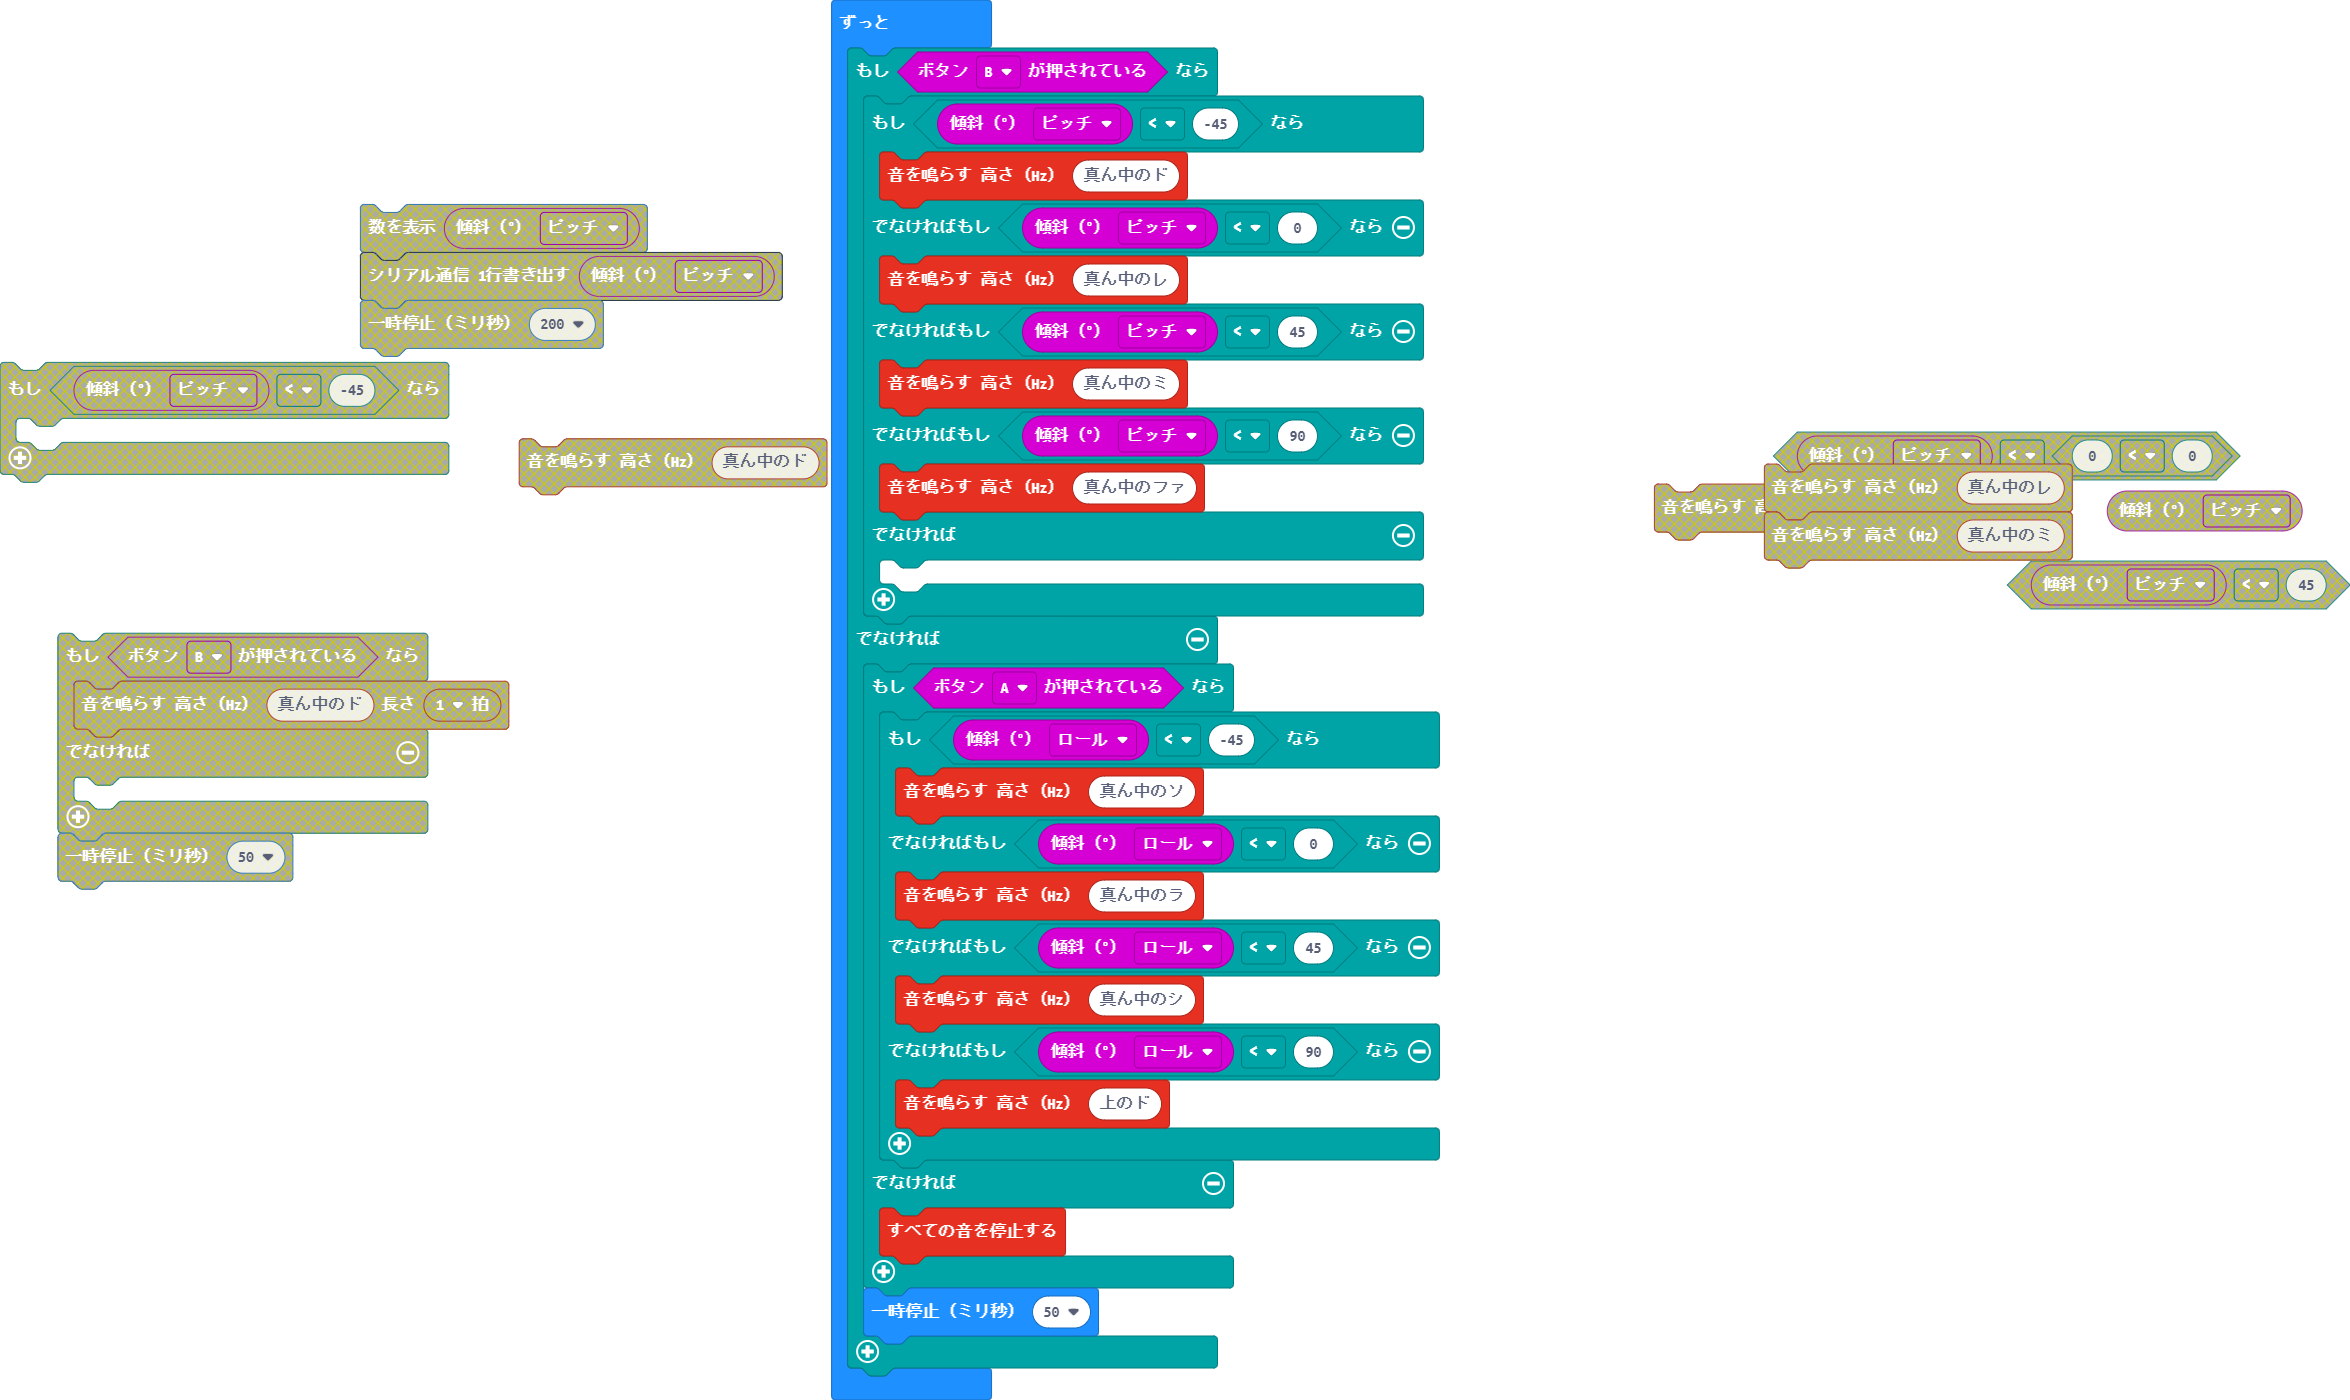 数を表示 傾斜 (°) ピッチ
シリアル通信 1行書き出す 傾斜 (°) ピッチ
一時停止 (ミリ秒) 200
もし 傾斜 (°) ピッチ < -45 なら
音を鳴らす 高さ (Hz) 真ん中のド
もし ボタン B が押されている なら
音を鳴らす 高さ (Hz) 真ん中のド 長さ 1 拍
でなければ
一時停止 (ミリ秒) 50
ずっと
もし ボタン B が押されている なら
もし 傾斜 (°) ピッチ < -45 なら
音を鳴らす 高さ (Hz) 真ん中のド
でなければもし 傾斜 (°) ピッチ < 0 なら
音を鳴らす 高さ (Hz) 真ん中のレ
でなければもし 傾斜 (°) ピッチ < 45 なら
音を鳴らす 高さ (Hz) 真ん中のミ
でなければもし 傾斜 (°) ピッチ < 90 なら
音を鳴らす 高さ (Hz) 真ん中のファ
でなければ
でなければ
もし ボタン A が押されている なら
もし 傾斜 (°) ロール < -45 なら
音を鳴らす 高さ (Hz) 真ん中のソ
でなければもし 傾斜 (°) ロール < 0 なら
音を鳴らす 高さ (Hz) 真ん中のラ
でなければもし 傾斜 (°) ロール < 45 なら
音を鳴らす 高さ (Hz) 真ん中のシ
でなければもし 傾斜 (°) ロール < 90 なら
音を鳴らす 高さ (Hz) 上のド
でなければ
すべての音を停止する
一時停止 (ミリ秒) 50
傾斜 (°) ピッチ < 0 < 0
音を鳴らす 高さ (Hz) 真ん中のレ
音を鳴らす
傾斜 (°) ピッチ
音を鳴らす 高さ (Hz) 真ん中のミ
傾斜 (°) ピッチ < 45